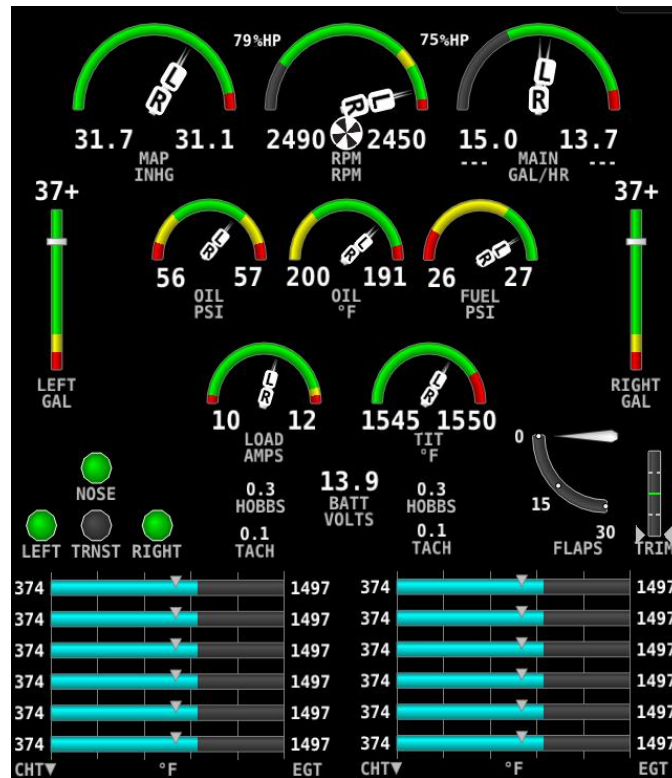 79%HP 75%HP
L R L R L R
31.7 31.1 2490 2450 15.0 13.7
MAP RPM --- MAIN ---
INHG RPM GAL/HR
37+ 37+
L R L R L R
56 57 200 191 26 27
OIL OIL FUEL
PSI °F PSI
LEFT RIGHT
GAL GAL
L R L R
10 12 1545 1550
LOAD TIT
AMPS °F
0
NOSE
0.3 13.9 0.3
HOBBS BATT HOBBS
VOLTS
15
30
0.1 0.1
LEFT TRNST RIGHT TACH TACH FLAPS TRIM
374 1497 374 1497
374 1497 374 1497
374 1497 374 1497
374 1497 374 1497
374 1497 374 1497
374 1497 374 1497
CHT▼ °F EGT CHT▼ °F EGT